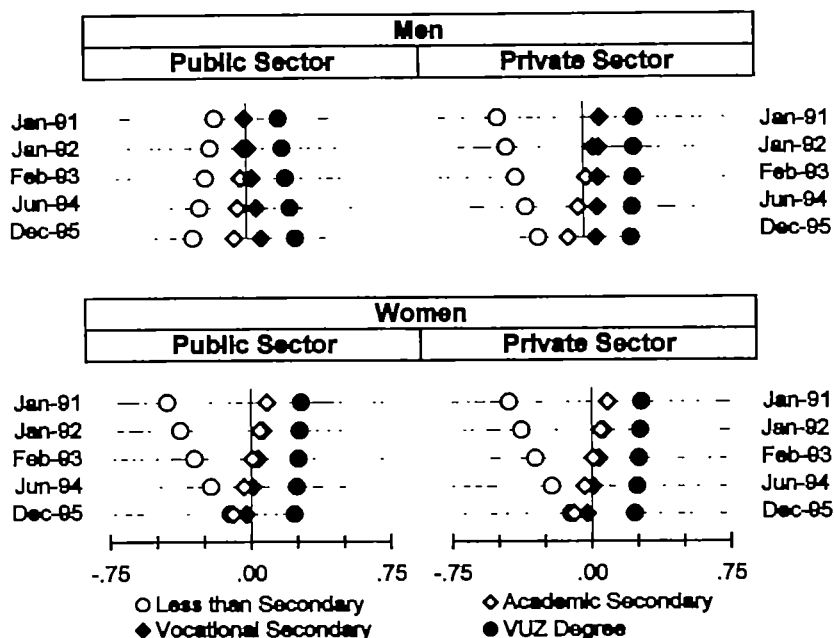 Men
Public Sector Private Sector
Jan-91 Jan-91
Jan-92 Jan-92
Feb-93 Feb-93
Jun-94 Jun-94
Dec-95 Dec-95
Women
Public Sector Private Sector
Jan-91 Jan-91
Jan-92 Jan-92
Feb-93 Feb-93
Jun-94 Jun-94
Dec-95 Dec-95
-.75 .00 .75 -.75 .00 .75
Less than Secondary Academic Secondary
Vocational Secondary VUZ Degree